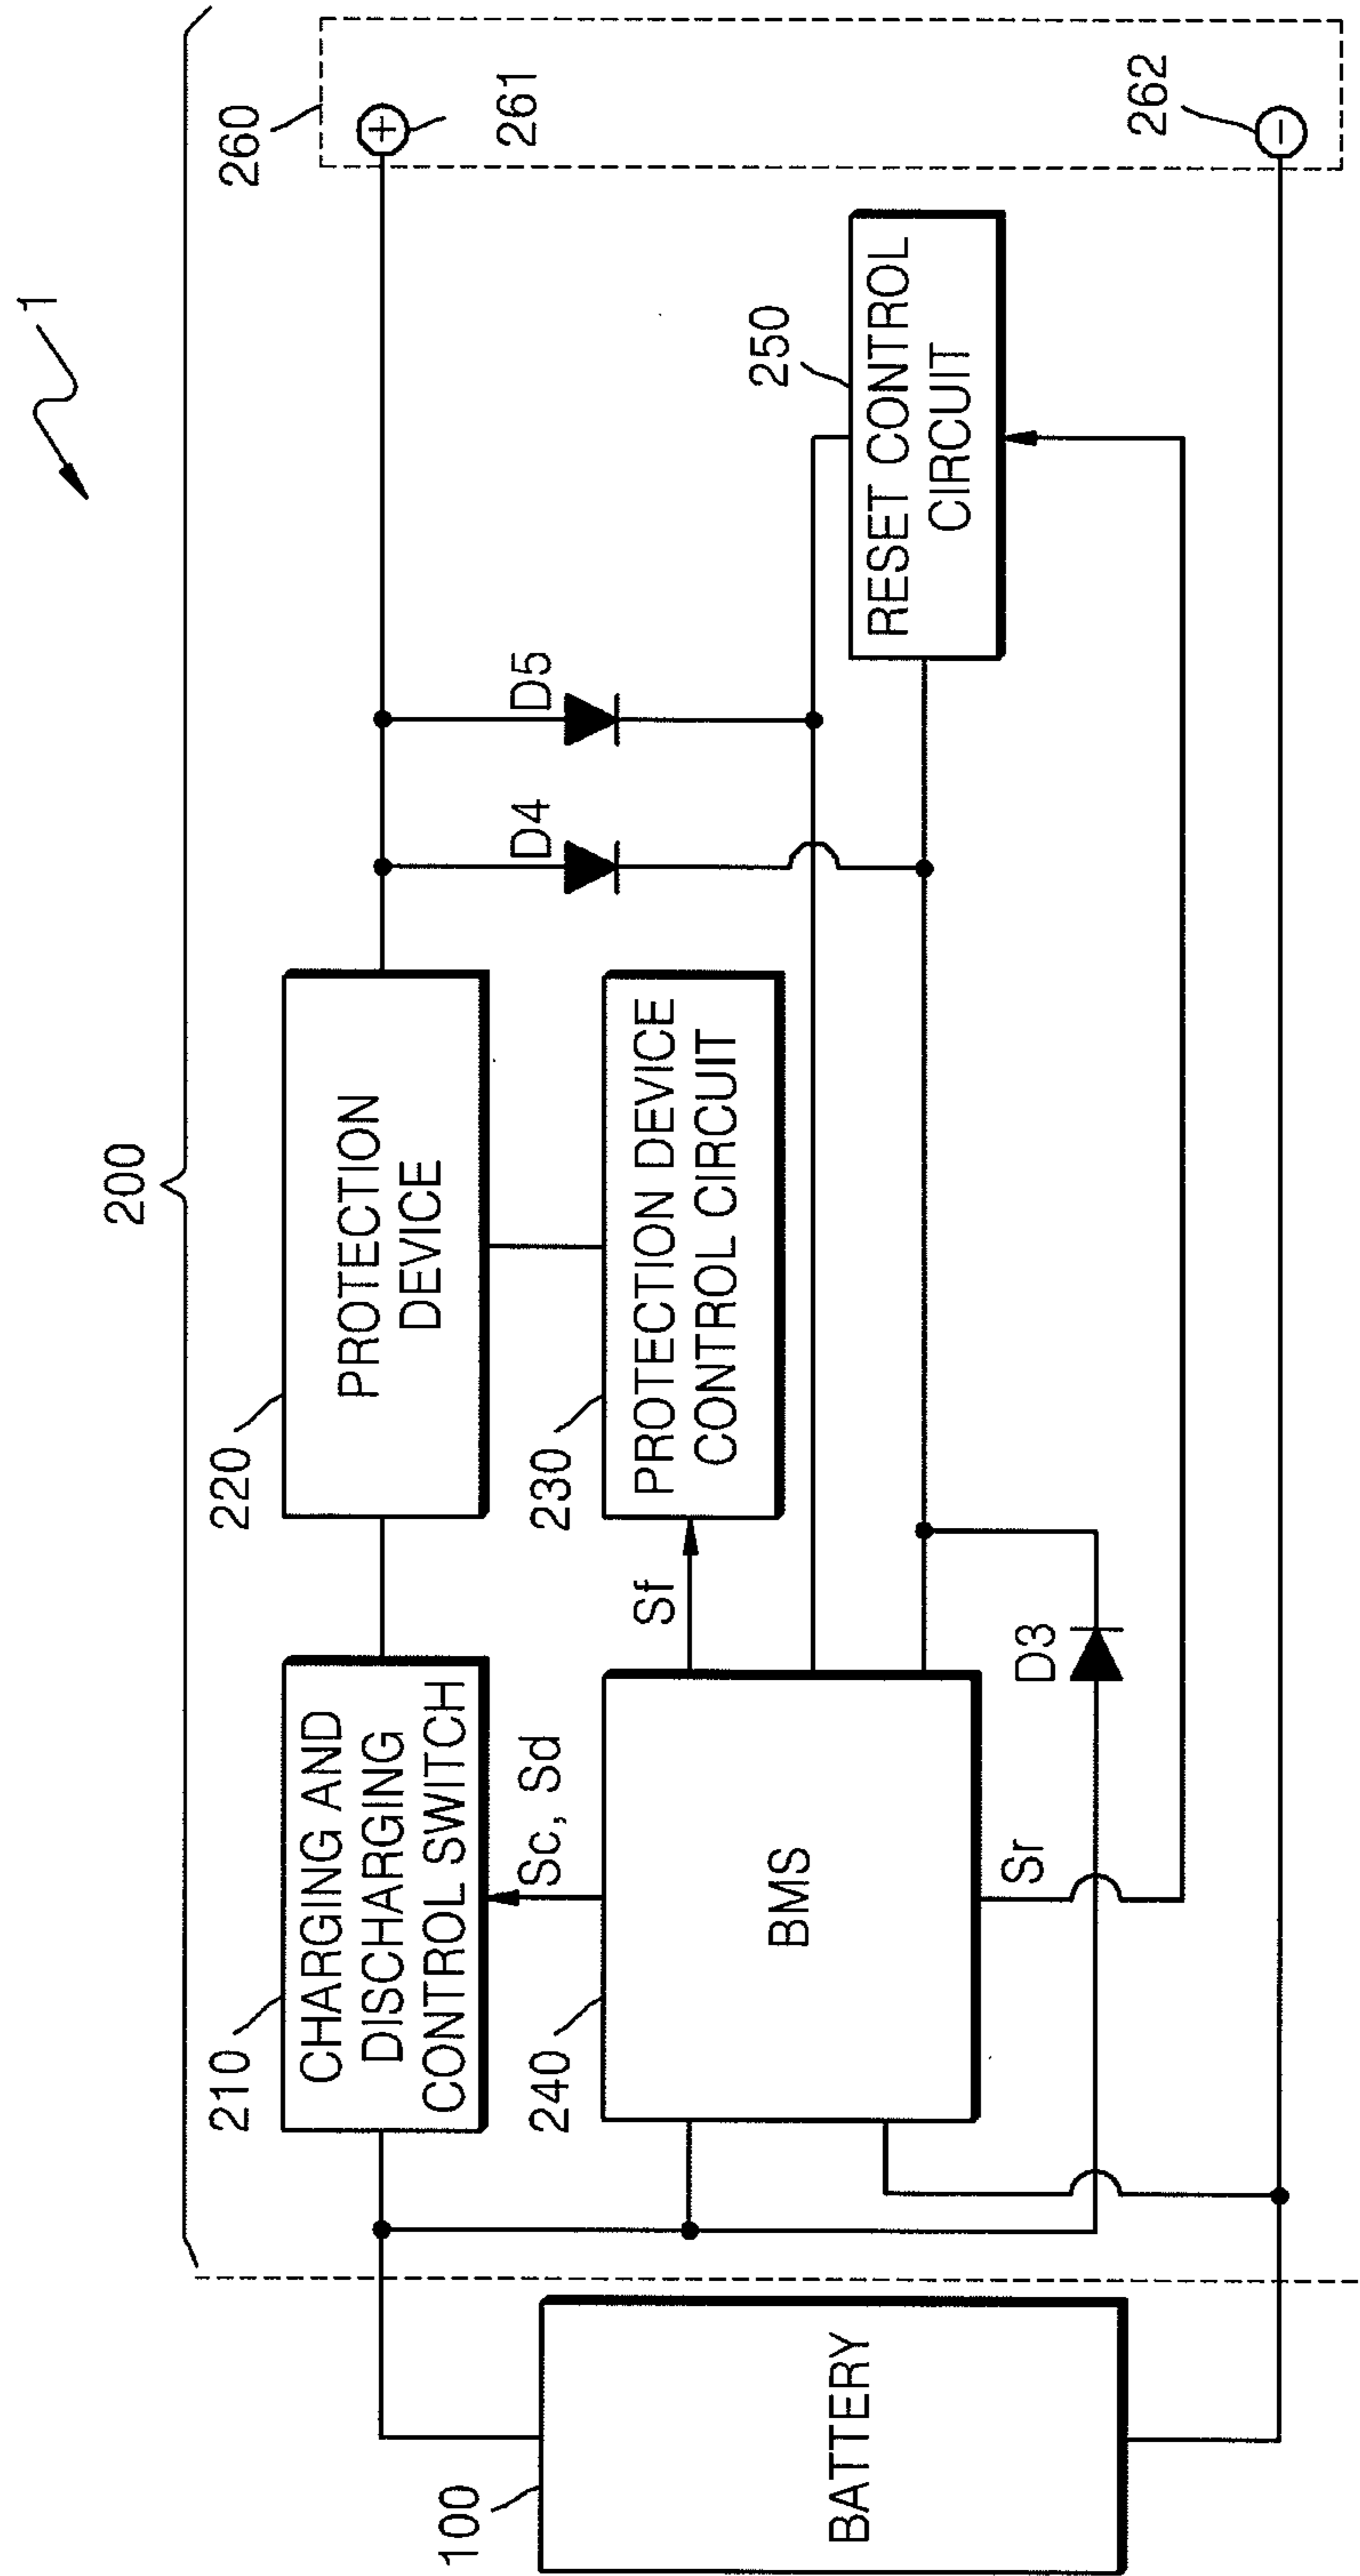 1
200
260
+
261
210
CHARGING AND
DISCHARGING
CONTROL SWITCH
220
PROTECTION
DEVICE
Sc, Sd
D4
D5
240
BMS
Sf
230
PROTECTION DEVICE
CONTROL CIRCUIT
250
RESET CONTROL
CIRCUIT
100
BATTERY
Sr
D3
262
−